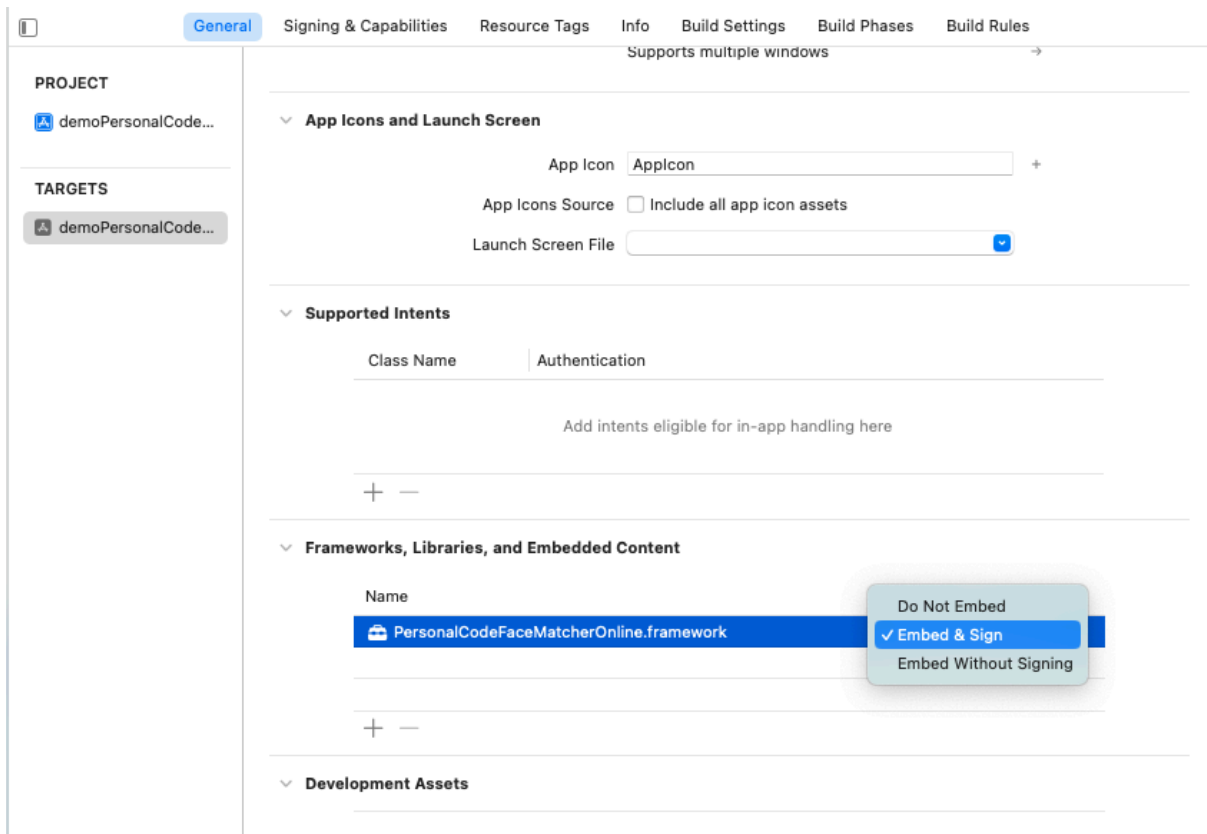 General Signing & Capabilities Resource Tags Info Build Settings Build Phases Build Rules
Supports multiple windows
PROJECT
demoPersonalCode...
TARGETS
demoPersonalCode...
App Icons and Launch Screen
App Icon AppIcon
App Icons Source Include all app icon assets
Launch Screen File
Supported Intents
Class Name Authentication
Add intents eligible for in-app handling here
Frameworks, Libraries, and Embedded Content
Name
PersonalCodeFaceMatcherOnline.framework
Do Not Embed
✓ Embed & Sign
Embed Without Signing
Development Assets